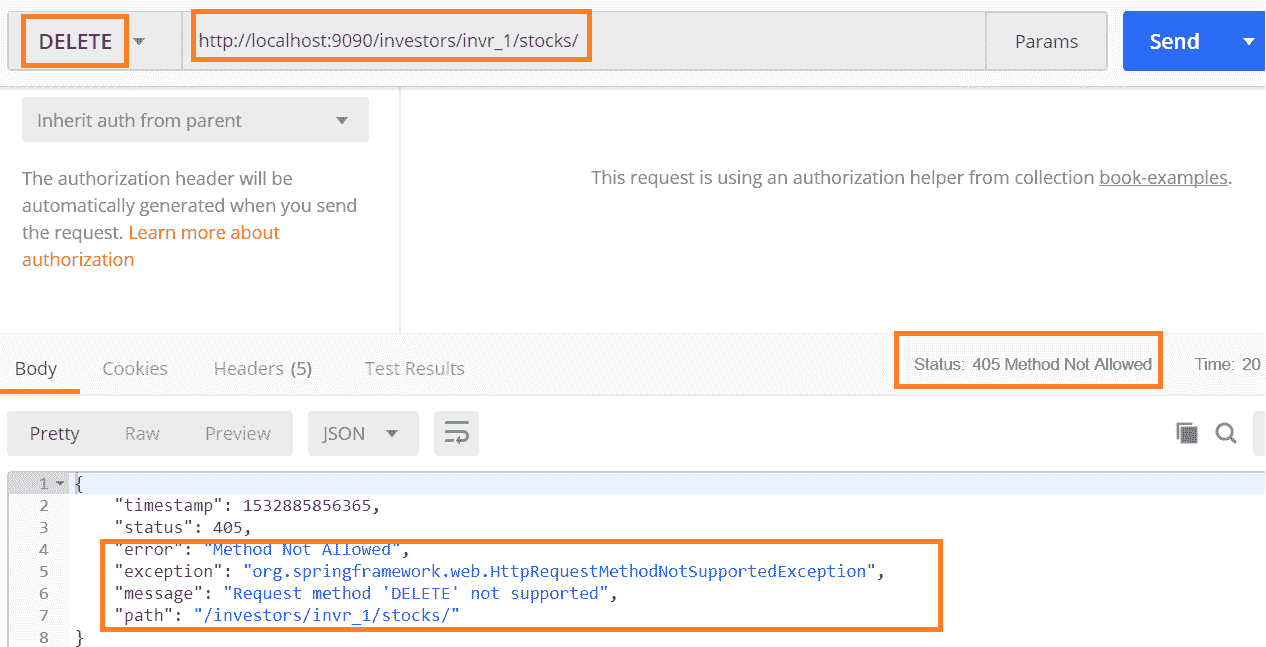 DELETE http://localhost:9090/investors/invr_1/stocks/ Params Send
Inherit auth from parent
The authorization header will be
automatically generated when you send
the request. Learn more about
authorization
This request is using an authorization helper from collection book-examples.
Body Cookies Headers (5) Test Results Status: 405 Method Not Allowed Time: 20
Pretty Raw Preview JSON
1 {
2 "timestamp": 1532885856365,
3 "status": 405,
4 "error": "Method Not Allowed",
5 "exception": "org.springframework.web.HttpRequestMethodNotSupportedException",
6 "message": "Request method 'DELETE' not supported",
7 "path": "/investors/invr_1/stocks/"
8 }